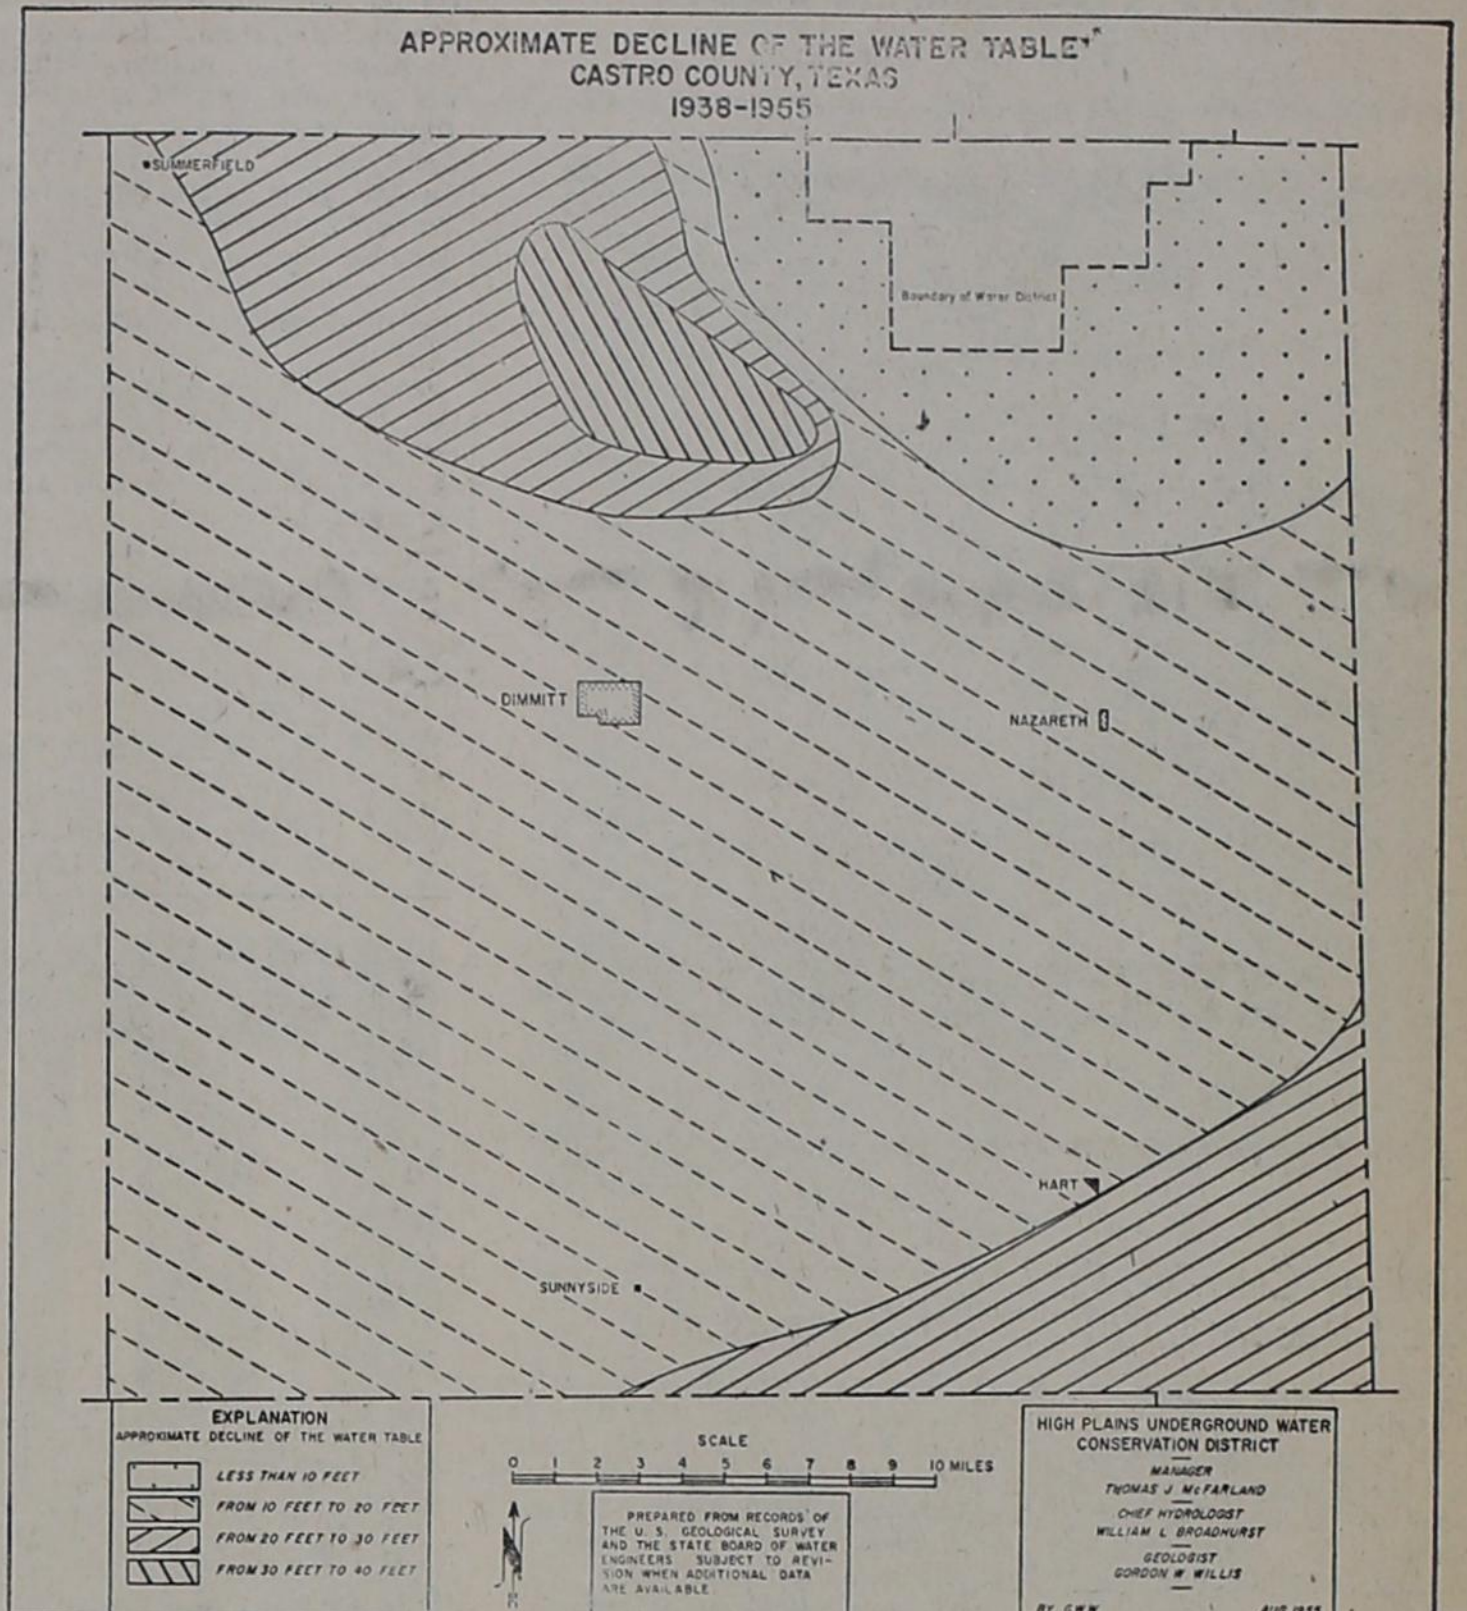 APPROXIMATE DECLINE OF THE WATER TABLE
CASTRO COUNTY, TEXAS
1938-1955
SUMMERFIELD
Boundary of Water District
DIMMITT
NAZARETH
HART
SUNNYSIDE
EXPLANATION
APPROXIMATE DECLINE OF THE WATER TABLE
LESS THAN 10 FEET
FROM 10 FEET TO 20 FEET
FROM 20 FEET TO 30 FEET
FROM 30 FEET TO 40 FEET
SCALE
0 1 2 3 4 5 6 7 8 9 10 MILES
PREPARED FROM RECORDS OF
THE U. S. GEOLOGICAL SURVEY
AND THE STATE BOARD OF WATER
ENGINEERS SUBJECT TO REVI-
SION WHEN ADDITIONAL DATA
ARE AVAILABLE
HIGH PLAINS UNDERGROUND WATER
CONSERVATION DISTRICT
MANAGER
THOMAS J McFARLAND
CHIEF HYDROLOGIST
WILLIAM L BROADHURST
GEOLOGIST
GORDON W WILLIS
BY G.W.W. AUG 1955